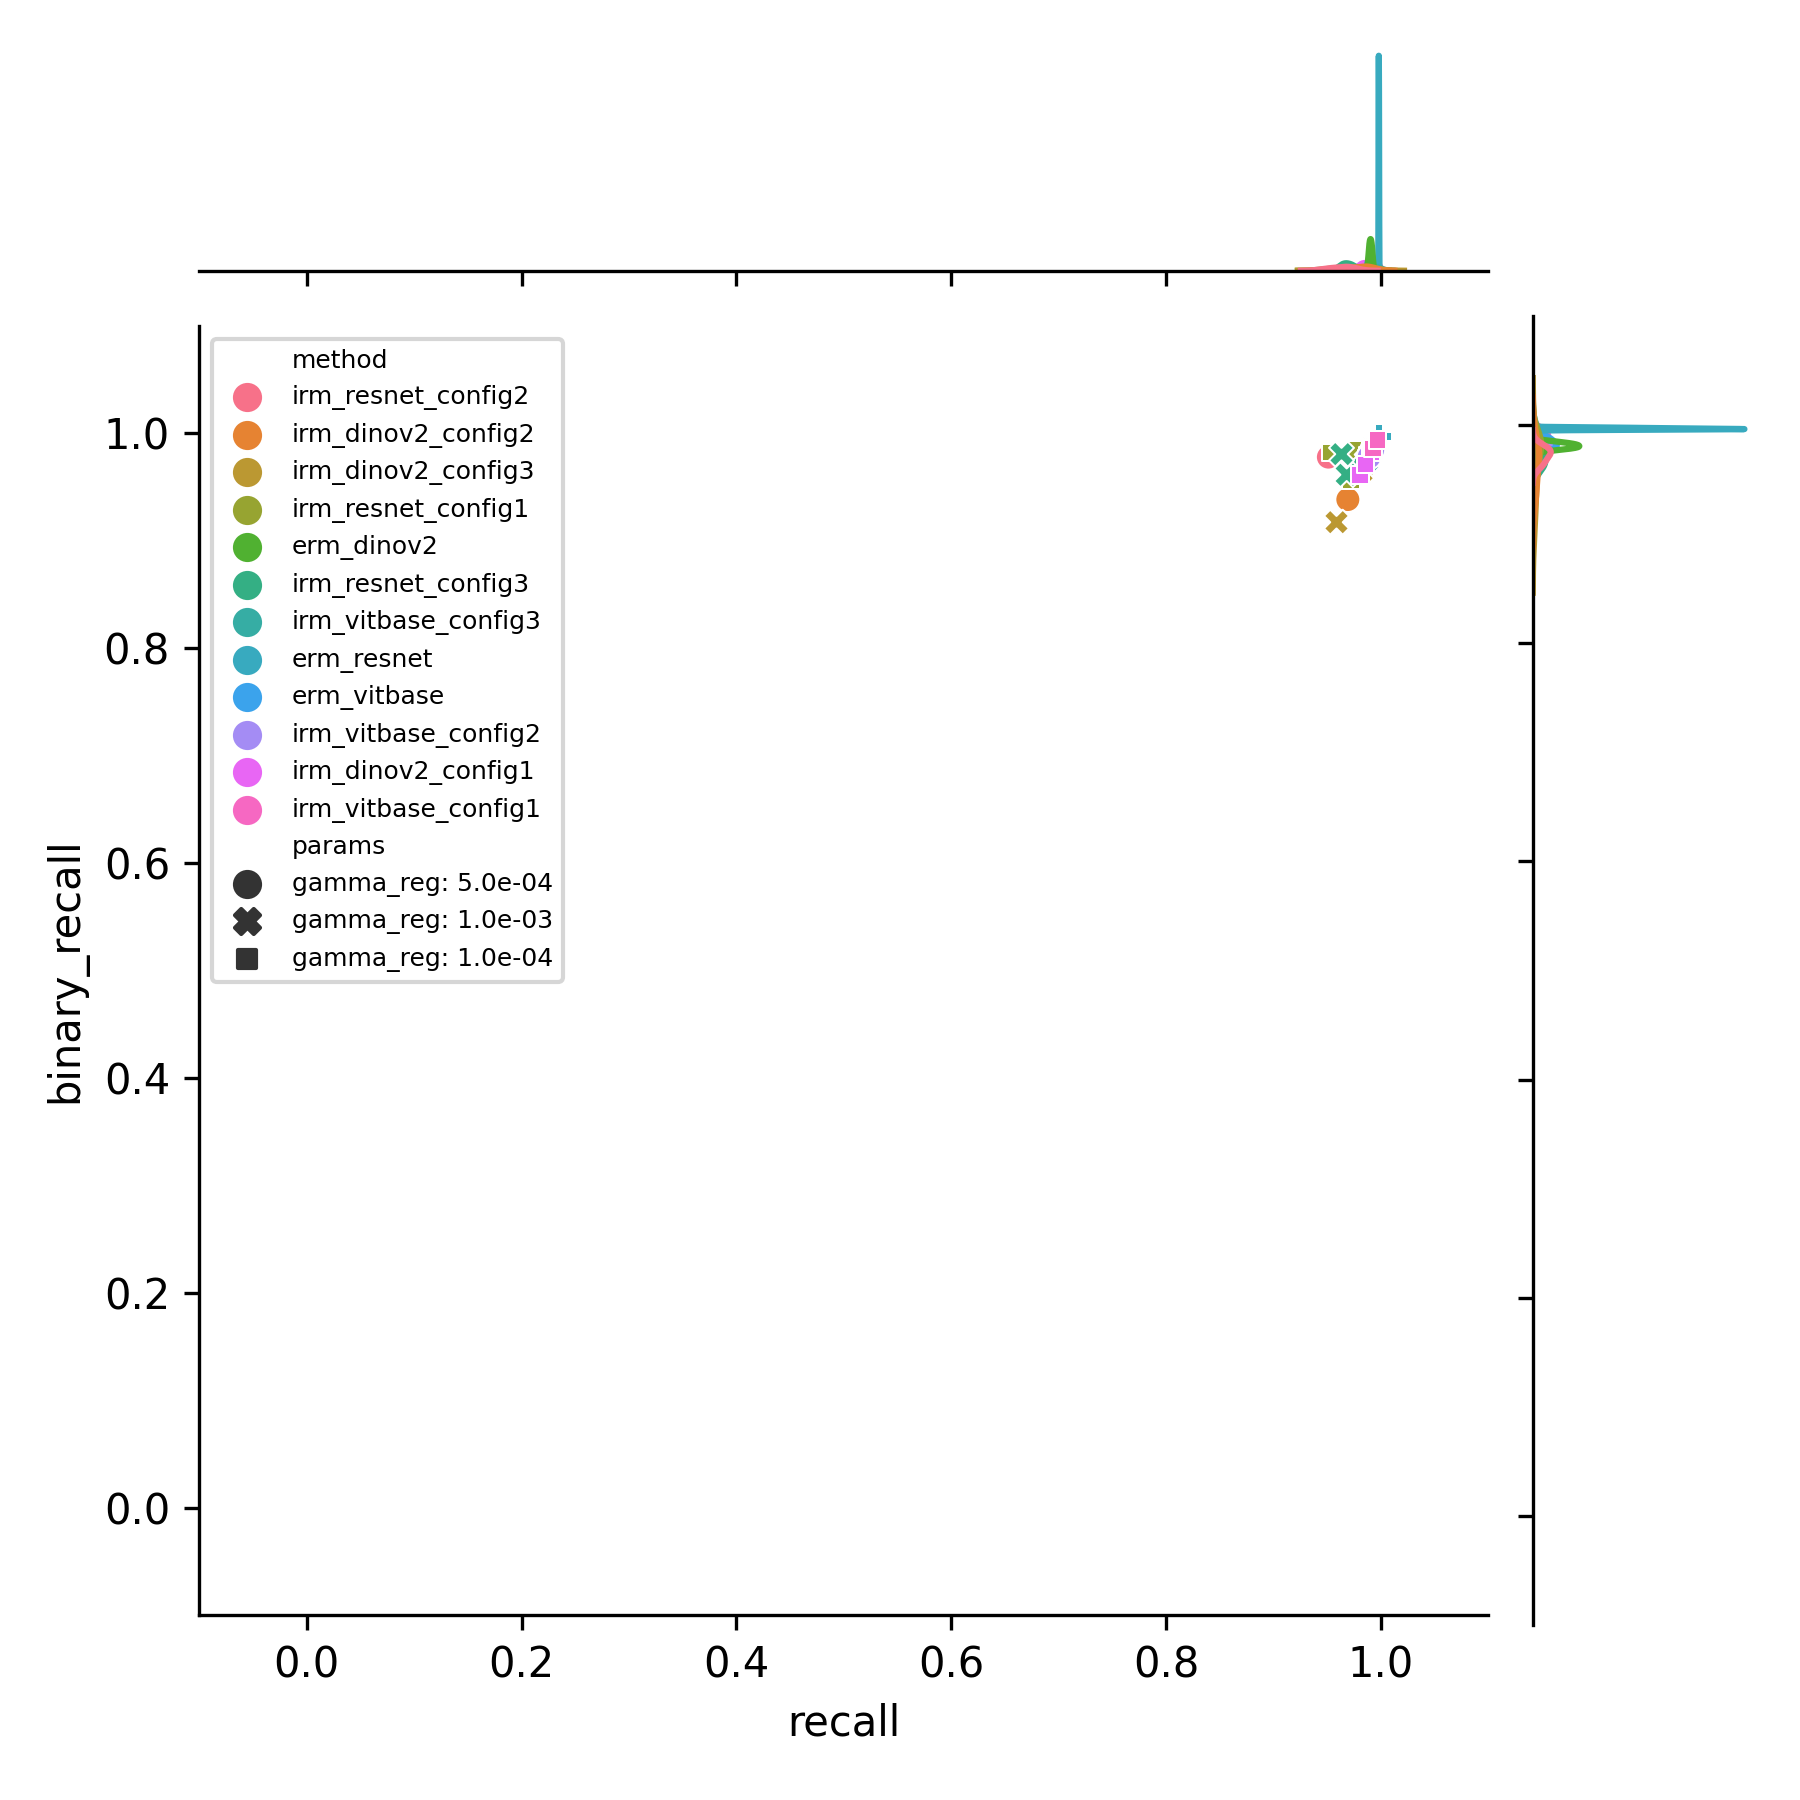 method
irm_resnet_config2
irm_dinov2_config2
irm_dinov2_config3
irm_resnet_config1
erm_dinov2
irm_resnet_config3
irm_vitbase_config3
erm_resnet
erm_vitbase
irm_vitbase_config2
irm_dinov2_config1
irm_vitbase_config1
params
gamma_reg: 5.0e-04
gamma_reg: 1.0e-03
gamma_reg: 1.0e-04
binary_recall
1.0
0.8
0.6
0.4
0.2
0.0
0.0 0.2 0.4 0.6 0.8 1.0
recall